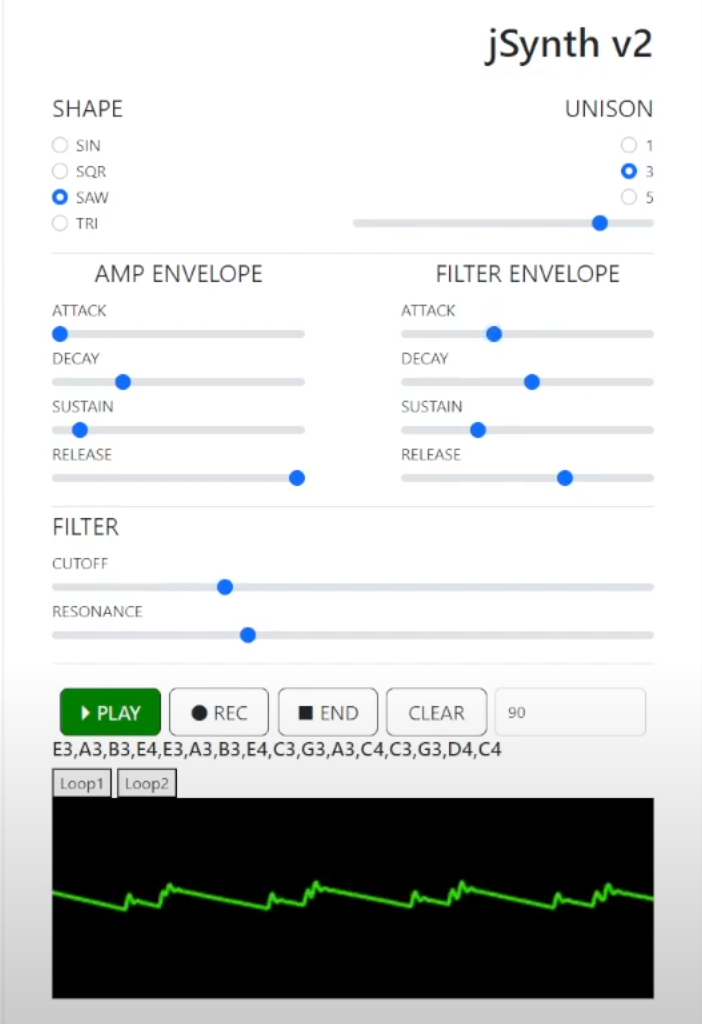 jSynth v2
SHAPE
SIN
SQR
SAW
TRI
UNISON
1
3
5
AMP ENVELOPE
ATTACK
DECAY
SUSTAIN
RELEASE
FILTER ENVELOPE
ATTACK
DECAY
SUSTAIN
RELEASE
FILTER
CUTOFF
RESONANCE
PLAY REC END CLEAR 90
E3,A3,B3,E4,E3,A3,B3,E4,C3,G3,A3,C4,C3,G3,D4,C4
Loop1 Loop2